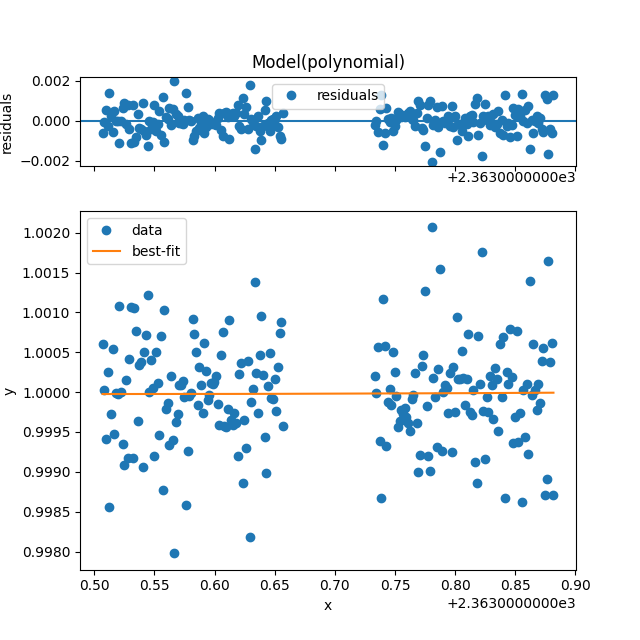 Model(polynomial)
residuals
0.002
0.000
−0.002
residuals
+2.3630000000e3
y
1.0020
1.0015
1.0010
1.0005
1.0000
0.9995
0.9990
0.9985
0.9980
data
best-fit
0.50 0.55 0.60 0.65 0.70 0.75 0.80 0.85 0.90
x
+2.3630000000e3